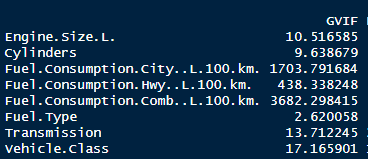 GVIF
Engine.Size.L. 10.516585
Cylinders 9.638679
Fuel.Consumption.City..L.100.km. 1703.791684
Fuel.Consumption.Hwy..L.100.km. 438.338248
Fuel.Consumption.Comb..L.100.km. 3682.298415
Fuel.Type 2.620058
Transmission 13.712245
Vehicle.Class 17.165901